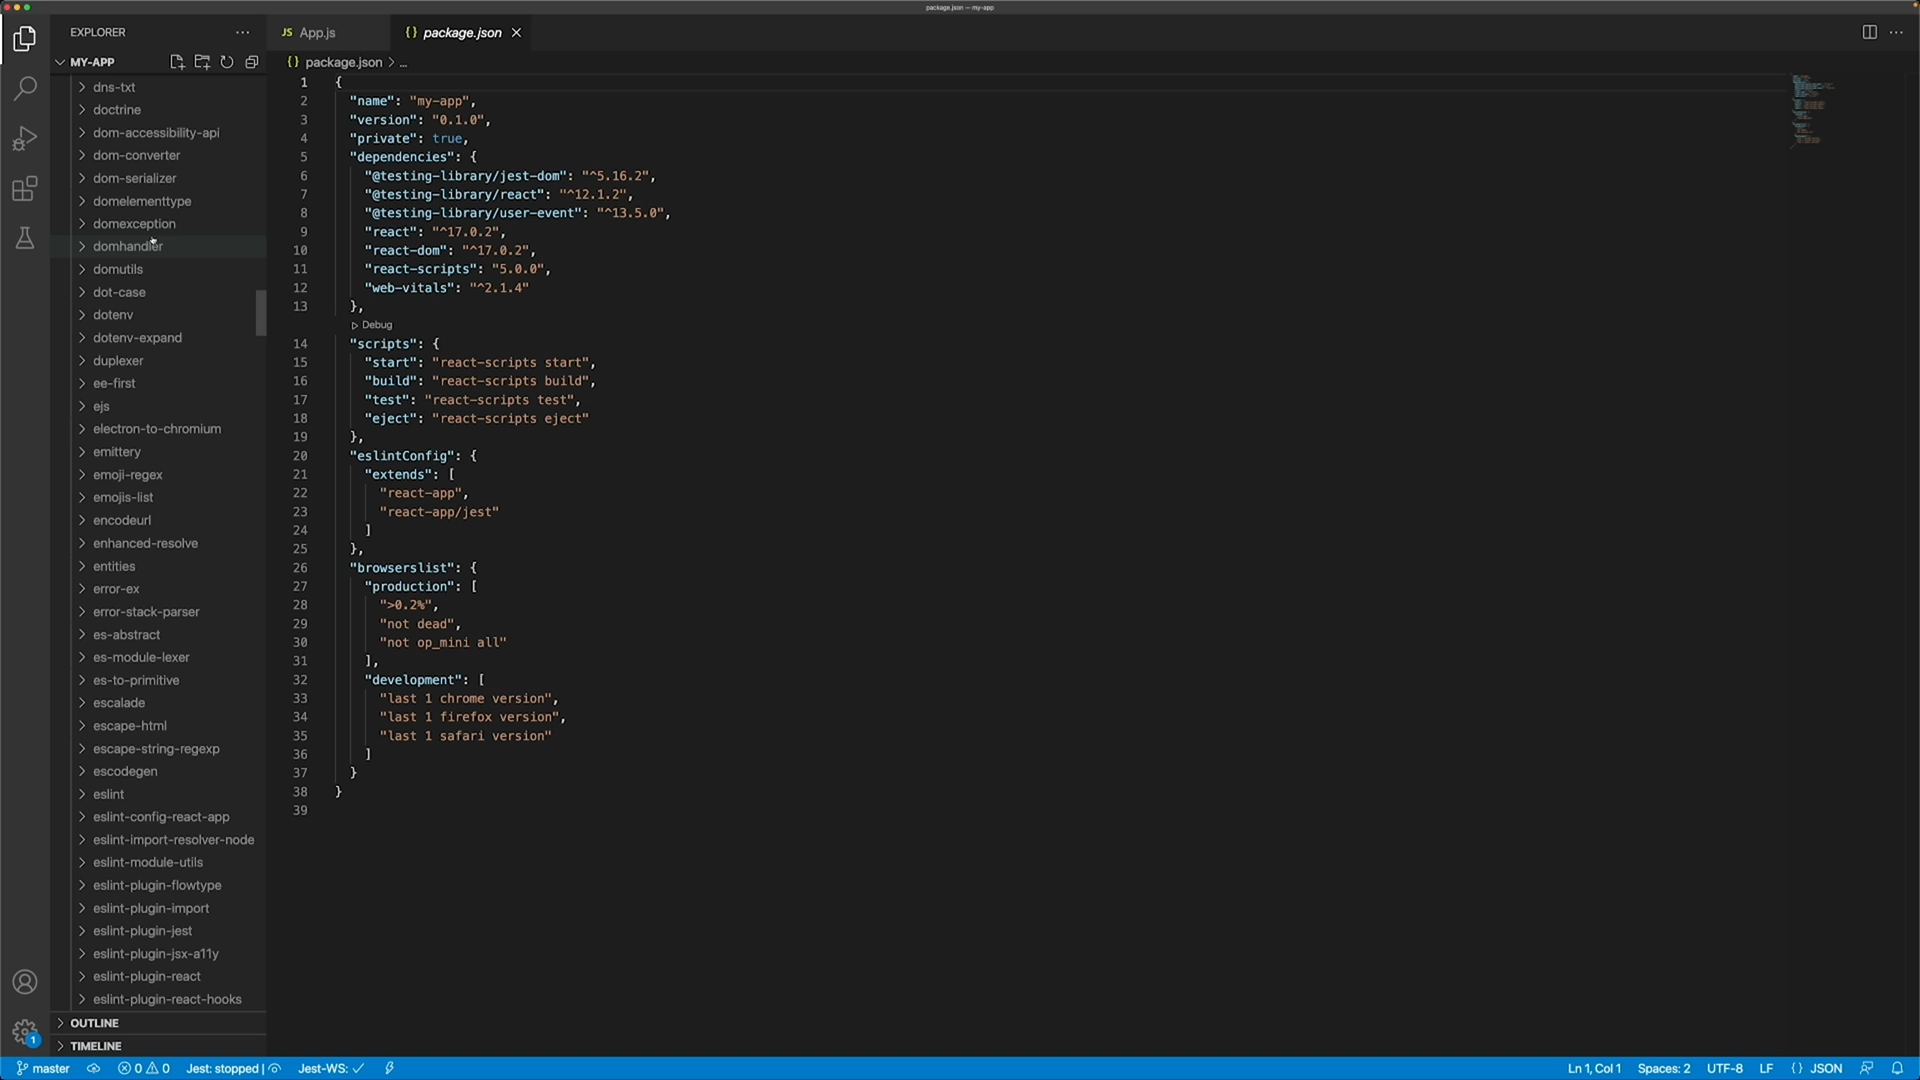 package.json — my-app
EXPLORER
MY-APP
dns-txt
doctrine
dom-accessibility-api
dom-converter
dom-serializer
domelementtype
domexception
domhandler
domutils
dot-case
dotenv
dotenv-expand
duplexer
ee-first
ejs
electron-to-chromium
emittery
emoji-regex
emojis-list
encodeurl
enhanced-resolve
entities
error-ex
error-stack-parser
es-abstract
es-module-lexer
es-to-primitive
escalade
escape-html
escape-string-regexp
escodegen
eslint
eslint-config-react-app
eslint-import-resolver-node
eslint-module-utils
eslint-plugin-flowtype
eslint-plugin-import
eslint-plugin-jest
eslint-plugin-jsx-a11y
eslint-plugin-react
eslint-plugin-react-hooks
OUTLINE
TIMELINE
1
JS App.js
{} package.json
{} package.json > ...
1 {
2 "name": "my-app",
3 "version": "0.1.0",
4 "private": true,
5 "dependencies": {
6 "@testing-library/jest-dom": "^5.16.2",
7 "@testing-library/react": "^12.1.2",
8 "@testing-library/user-event": "^13.5.0",
9 "react": "^17.0.2",
10 "react-dom": "^17.0.2",
11 "react-scripts": "5.0.0",
12 "web-vitals": "^2.1.4"
13 },
Debug
14 "scripts": {
15 "start": "react-scripts start",
16 "build": "react-scripts build",
17 "test": "react-scripts test",
18 "eject": "react-scripts eject"
19 },
20 "eslintConfig": {
21 "extends": [
22 "react-app",
23 "react-app/jest"
24 ]
25 },
26 "browserslist": {
27 "production": [
28 ">0.2%",
29 "not dead",
30 "not op_mini all"
31 ],
32 "development": [
33 "last 1 chrome version",
34 "last 1 firefox version",
35 "last 1 safari version"
36 ]
37 }
38 }
39
master 0 0 Jest: stopped | Jest-WS: ✓ Ln 1, Col 1 Spaces: 2 UTF-8 LF {} JSON